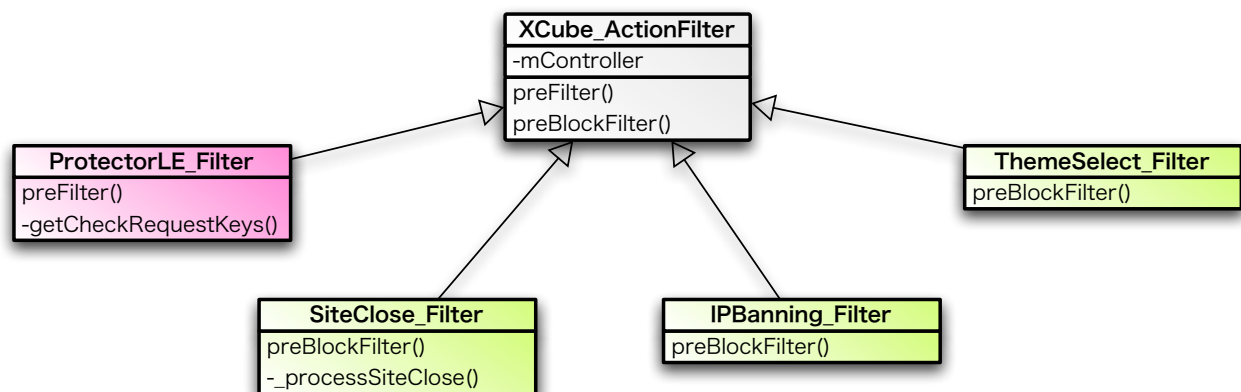 XCube_ActionFilter
-mController
preFilter()
preBlockFilter()
ProtectorLE_Filter
preFilter()
-getCheckRequestKeys()
ThemeSelect_Filter
preBlockFilter()
SiteClose_Filter
preBlockFilter()
-_processSiteClose()
IPBanning_Filter
preBlockFilter()